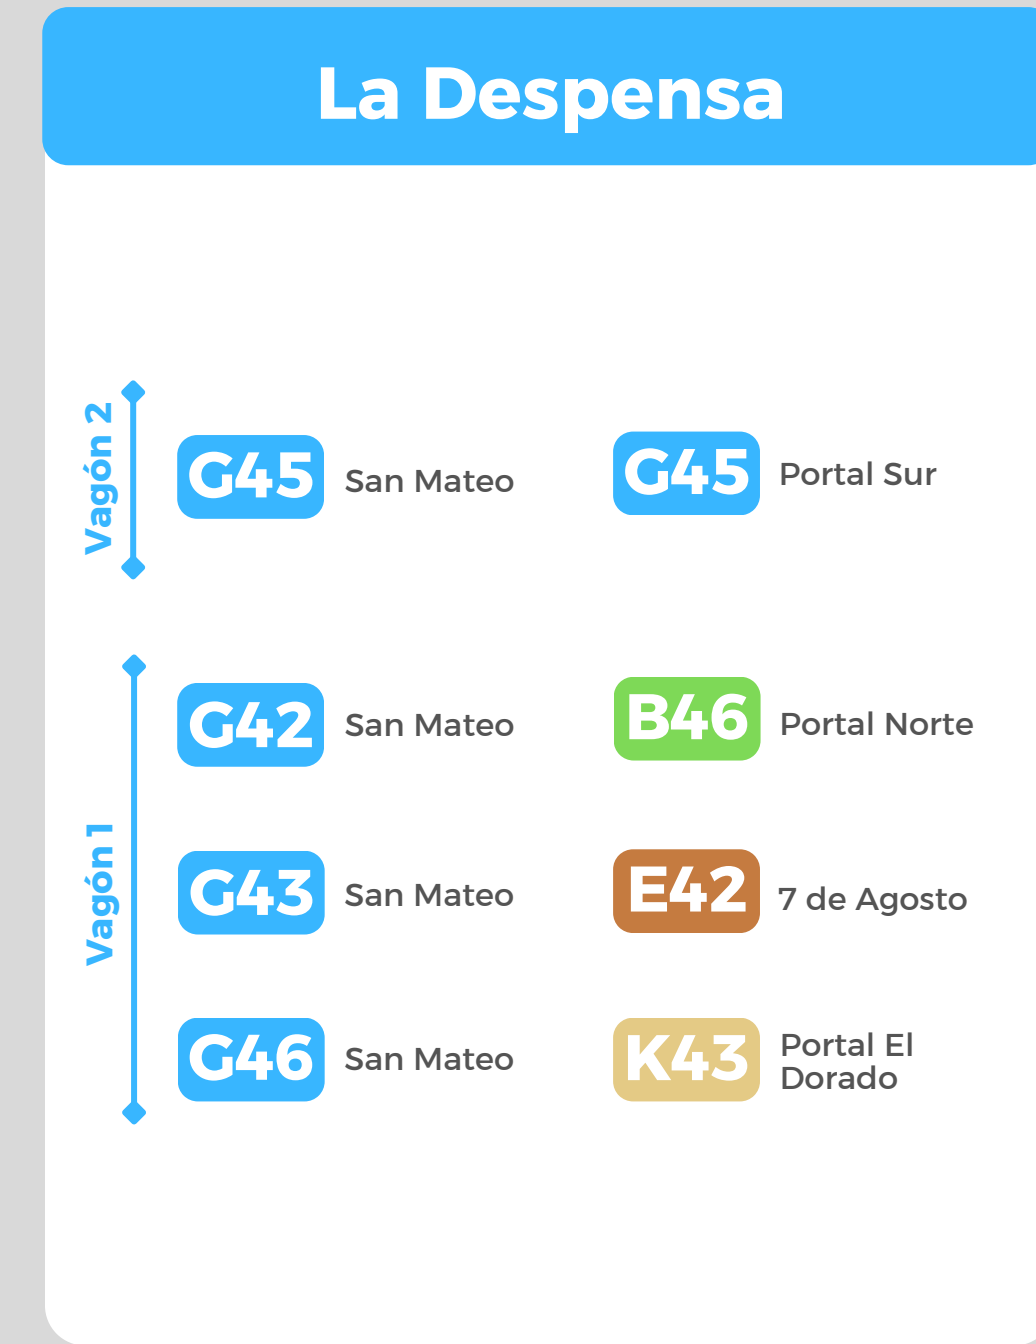 La Despensa
Vagón 2
G45 San Mateo
G45 Portal Sur
Vagón 1
G42 San Mateo
B46 Portal Norte
G43 San Mateo
E42 7 de Agosto
G46 San Mateo
K43 Portal El
Dorado